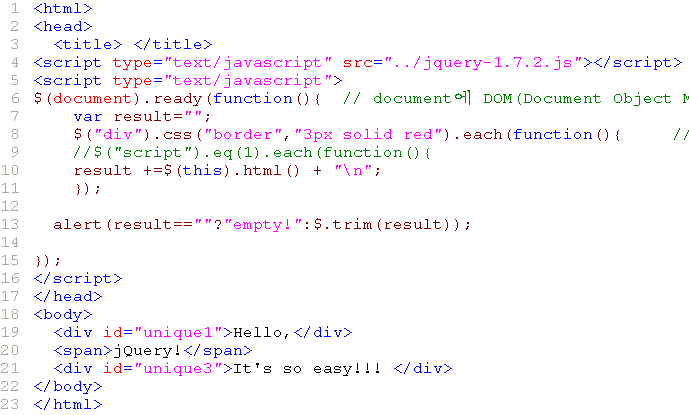 1 <html>
2 <head>
3 <title> </title>
4 <script type="text/javascript" src="../jquery-1.7.2.js"></script>
5 <script type="text/javascript">
6 $(document).ready(function(){ // document에 DOM(Document Object M
7 var result="";
8 $("div").css("border","3px solid red").each(function(){ //
9 //$("script").eq(1).each(function(){
10 result +=$(this).html() + "\n";
11 });
12
13 alert(result==""?"empty!":$.trim(result));
14
15 });
16 </script>
17 </head>
18 <body>
19 <div id="unique1">Hello,</div>
20 <span>jQuery!</span>
21 <div id="unique3">It's so easy!!! </div>
22 </body>
23 </html>